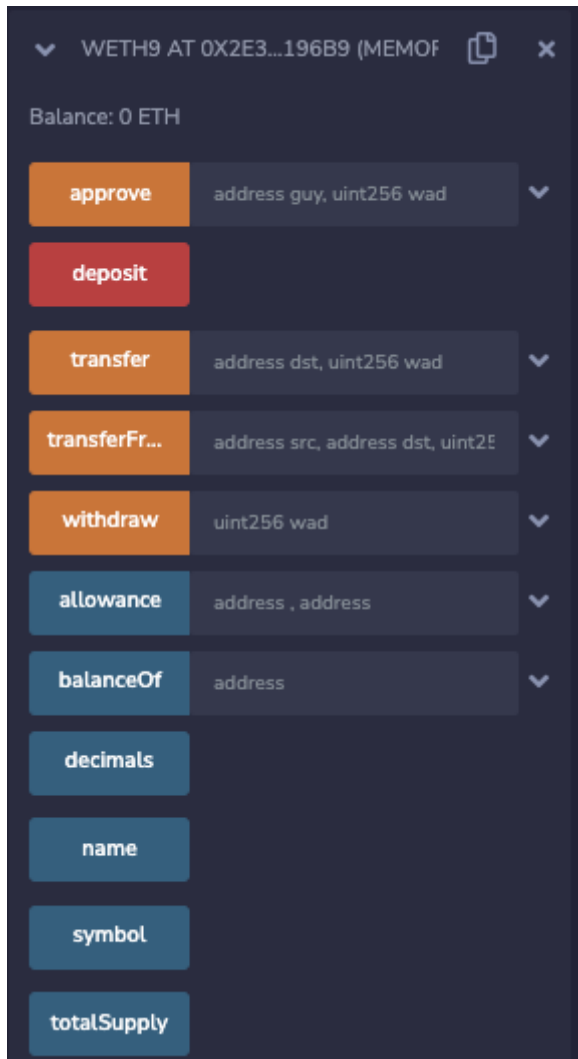 WETH9 AT 0X2E3...196B9 (MEMOF
Balance: 0 ETH
approve address guy, uint256 wad
deposit
transfer address dst, uint256 wad
transferFr... address src, address dst, uint25
withdraw uint256 wad
allowance address , address
balanceOf address
decimals
name
symbol
totalSupply